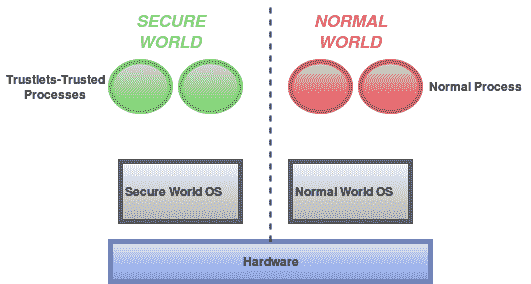 SECURE
WORLD
NORMAL
WORLD
Trustlets-Trusted
Processes
Normal Process
Secure World OS
Normal World OS
Hardware